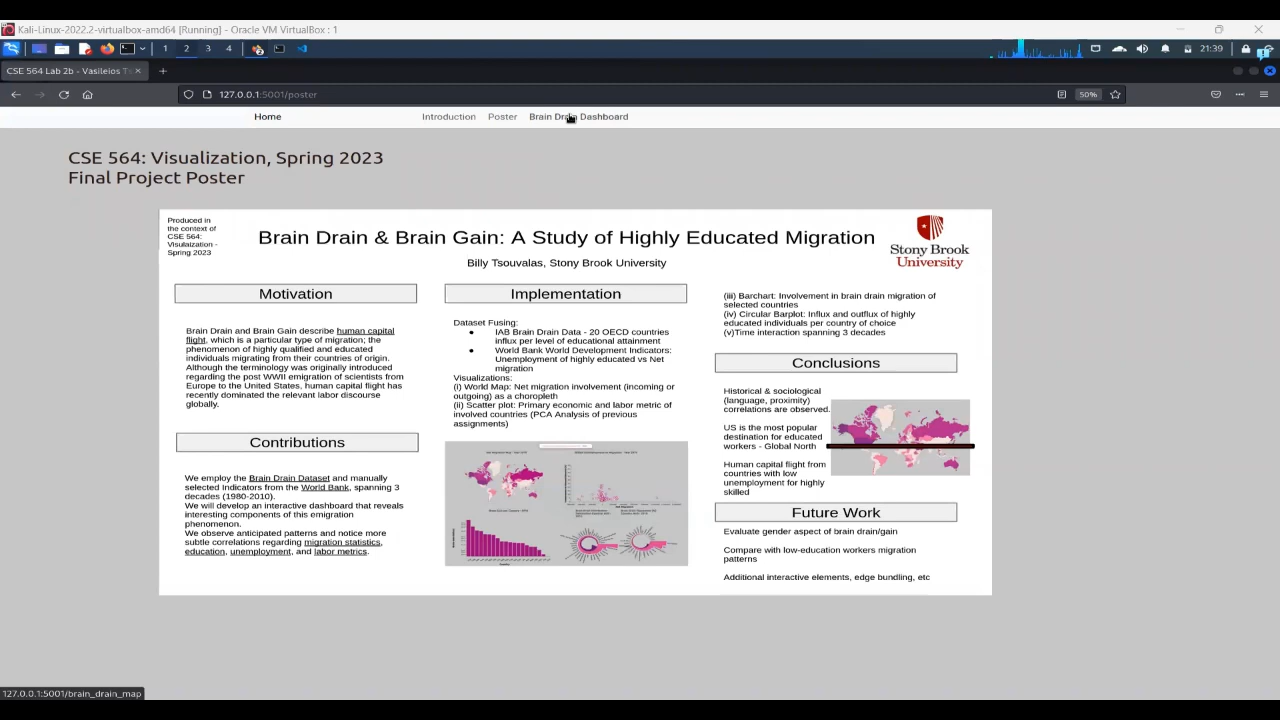 Kali-Linux-2022.2-virtualbox-amd64 [Running] - Oracle VM VirtualBox : 1
1 2 3 4
21:39
CSE 564 Lab 2b - Vasileios T
127.0.0.1:5001/poster
50%
Home
Introduction
Poster
Brain Drain Dashboard
CSE 564: Visualization, Spring 2023
Final Project Poster
Produced in
the context of
CSE 564:
Visulaization -
Spring 2023
Brain Drain & Brain Gain: A Study of Highly Educated Migration
Billy Tsouvalas, Stony Brook University
Stony Brook
University
Motivation
Brain Drain and Brain Gain describe human capital
flight, which is a particular type of migration; the
phenomenon of highly qualified and educated
individuals migrating from their countries of origin.
Although the terminology was originally introduced
regarding the post WWII emigration of scientists from
Europe to the United States, human capital flight has
recently dominated the relevant labor discourse
globally.
Contributions
We employ the Brain Drain Dataset and manually
selected Indicators from the World Bank, spanning 3
decades (1980-2010).
We will develop an interactive dashboard that reveals
interesting components of this emigration
phenomenon.
We observe anticipated patterns and notice more
subtle correlations regarding migration statistics,
education, unemployment, and labor metrics.
Implementation
Dataset Fusing:
● IAB Brain Drain Data - 20 OECD countries
influx per level of educational attainment
● World Bank World Development Indicators:
Unemployment of highly educated vs Net
migration
Visualizations:
(i) World Map: Net migration involvement (incoming or
outgoing) as a choropleth
(ii) Scatter plot: Primary economic and labor metric of
involved countries (PCA Analysis of previous
assignments)
(iii) Barchart: Involvement in brain drain migration of
selected countries
(iv) Circular Barplot: Influx and outflux of highly
educated individuals per country of choice
(v)Time interaction spanning 3 decades
Conclusions
Historical & sociological
(language, proximity)
correlations are observed.
US is the most popular
destination for educated
workers - Global North
Human capital flight from
countries with low
unemployment for highly
skilled
Future Work
Evaluate gender aspect of brain drain/gain
Compare with low-education workers migration
patterns
Additional interactive elements, edge bundling, etc
127.0.0.1:5001/brain_drain_map